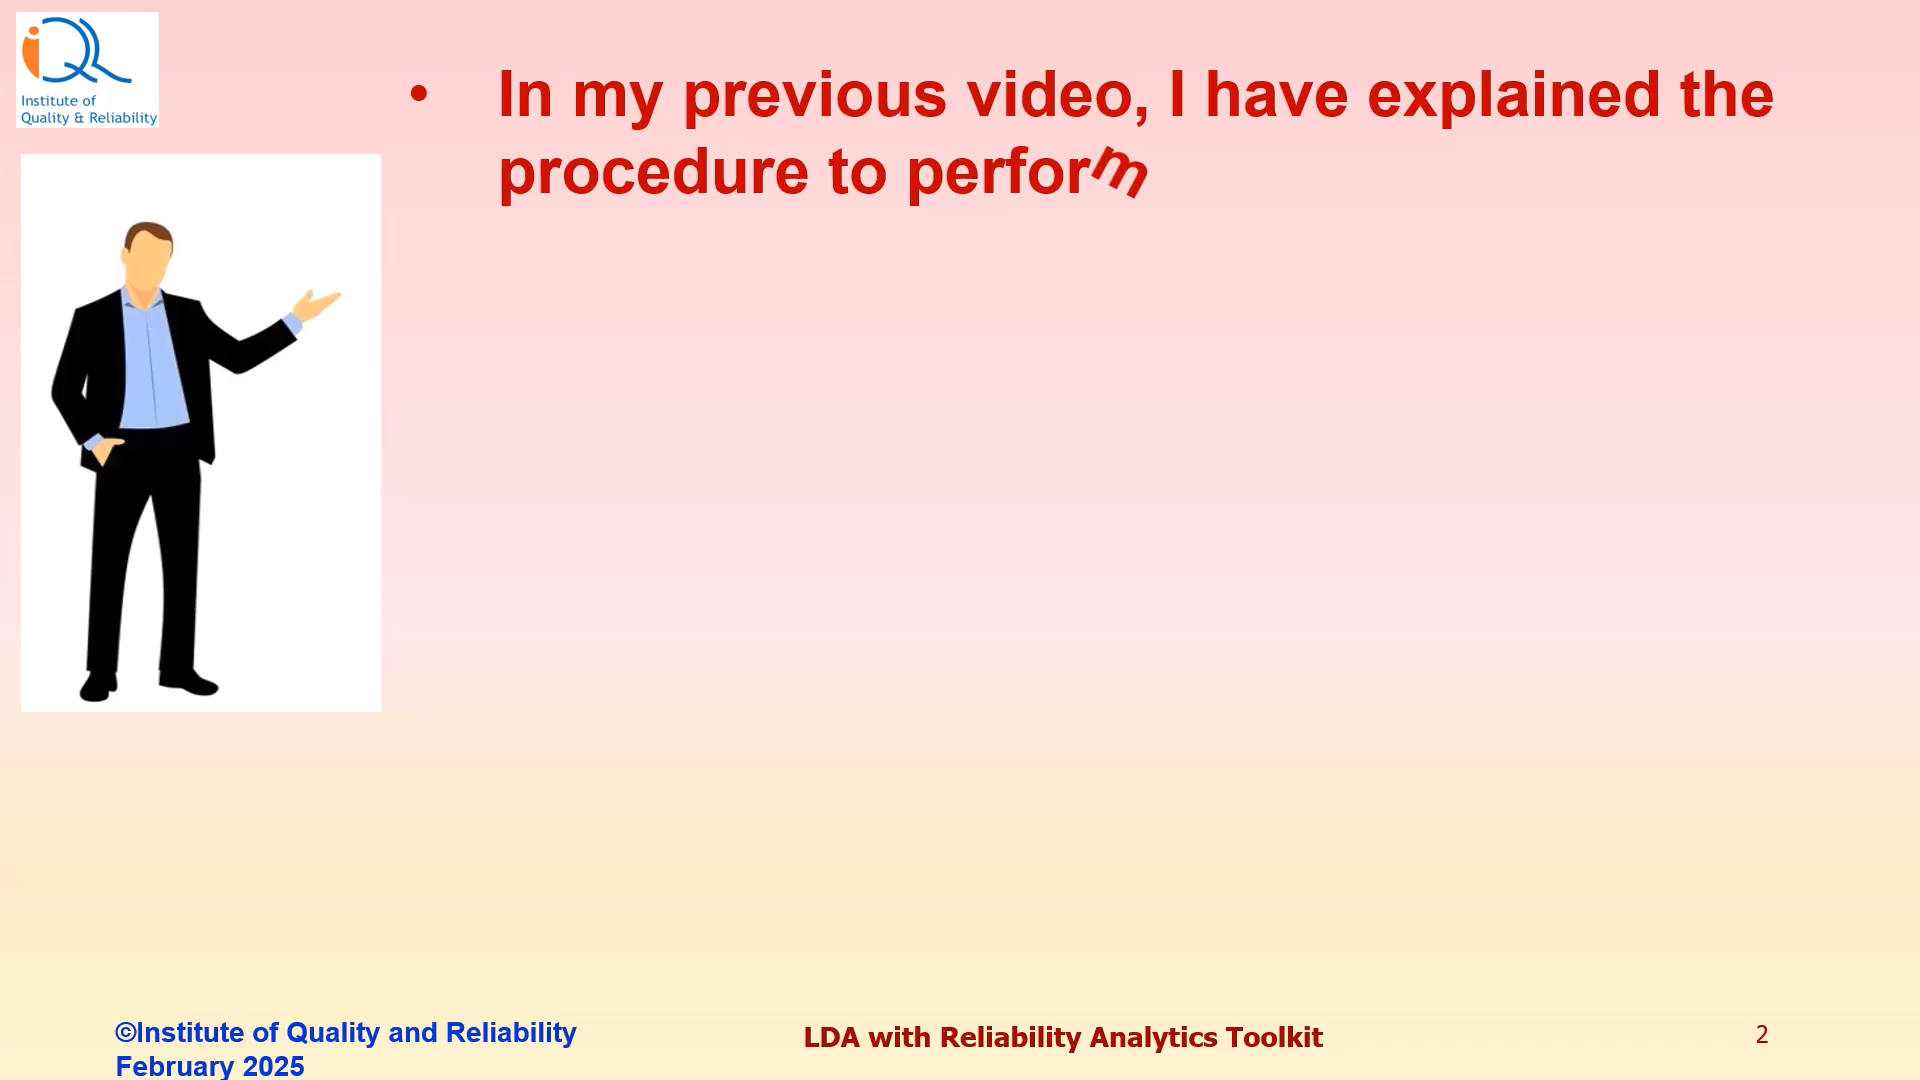 Institute of
Quality & Reliability
• In my previous video, I have explained the
procedure to perform
©Institute of Quality and Reliability
February 2025
LDA with Reliability Analytics Toolkit
2